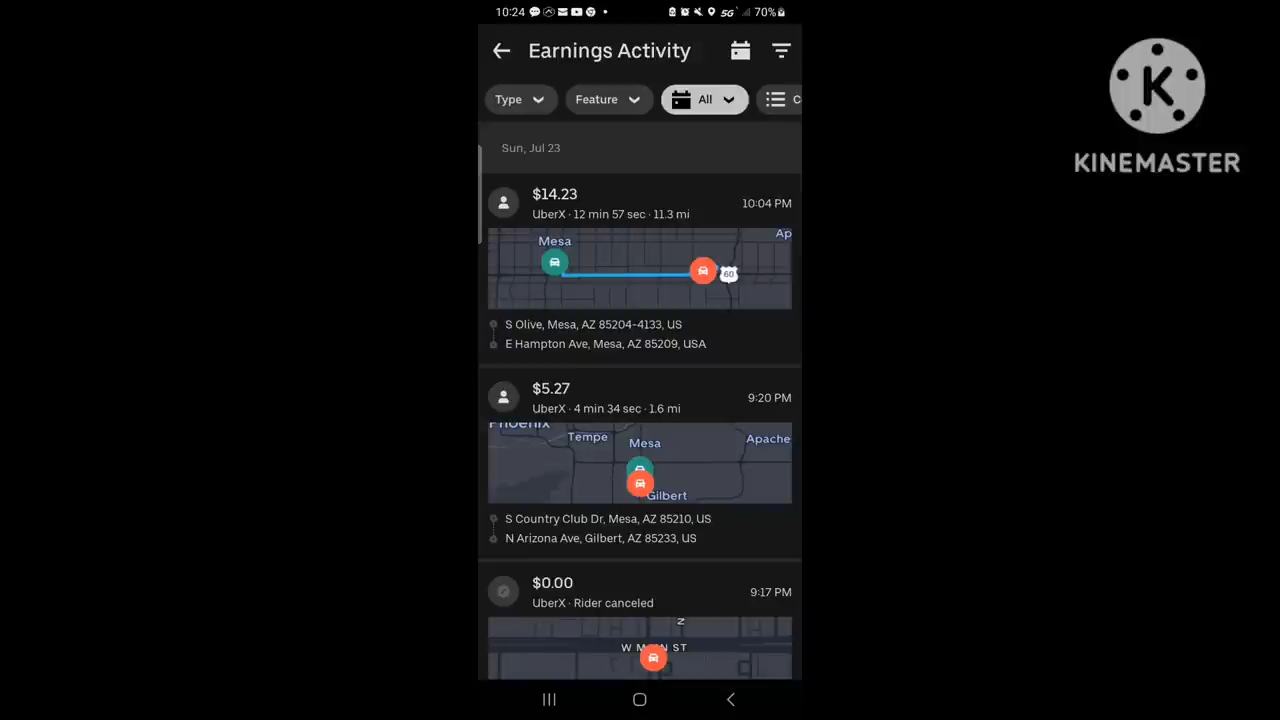 10:24 5G 70%
Earnings Activity
Type Feature All C
Sun, Jul 23
$14.23
UberX · 12 min 57 sec · 11.3 mi
10:04 PM
Mesa
Ap
60
S Olive, Mesa, AZ 85204-4133, US
E Hampton Ave, Mesa, AZ 85209, USA
$5.27
UberX · 4 min 34 sec · 1.6 mi
9:20 PM
Phoenix
Tempe
Mesa
Apache
Gilbert
S Country Club Dr, Mesa, AZ 85210, US
N Arizona Ave, Gilbert, AZ 85233, US
$0.00
UberX · Rider canceled
9:17 PM
N
W MAIN ST
K
KINEMASTER